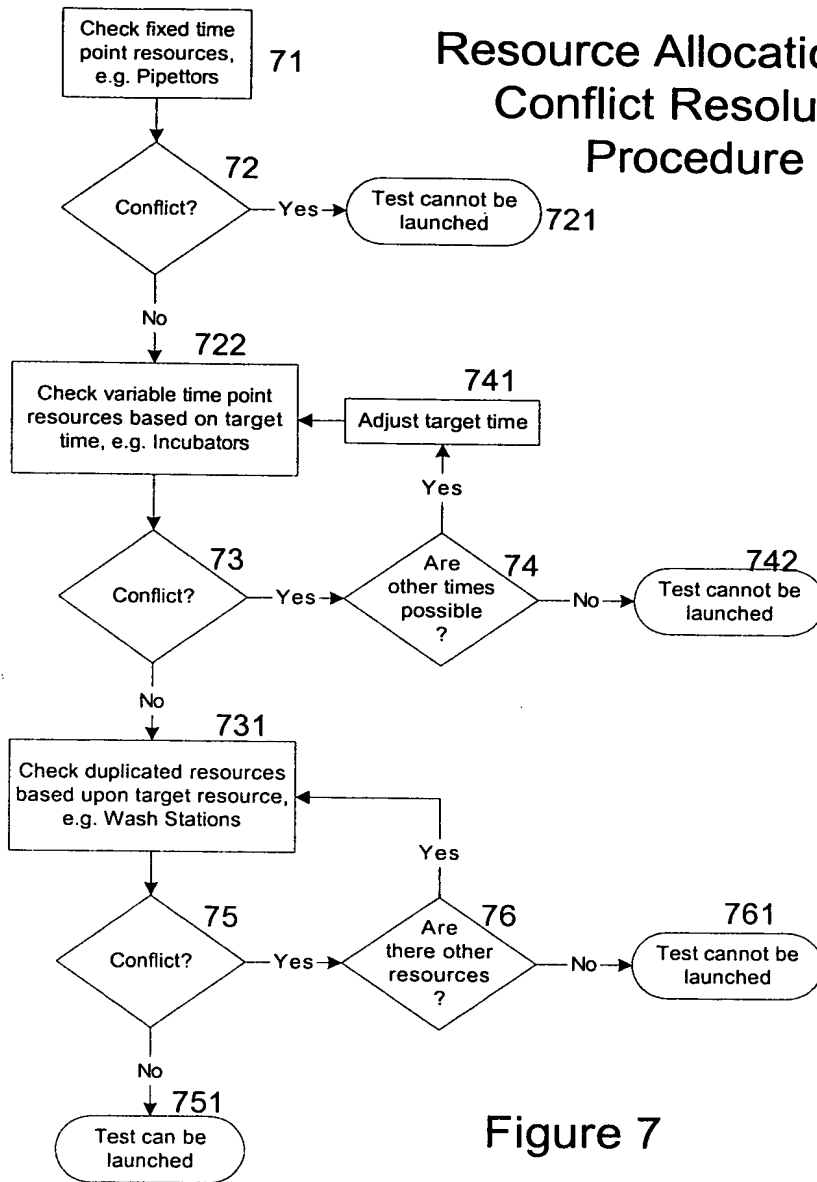 Resource Allocatio
Conflict Resolu
Procedure
Check fixed time
point resources,
e.g. Pipettors
71
72
Conflict?
Yes
Test cannot be
launched
721
No
722
Check variable time point
resources based on target
time, e.g. Incubators
741
Adjust target time
Yes
73
Conflict?
Yes
Are
other times
possible
?
74
No
742
Test cannot be
launched
No
731
Check duplicated resources
based upon target resource,
e.g. Wash Stations
Yes
75
Conflict?
Yes
Are
there other
resources
?
76
No
761
Test cannot be
launched
No
751
Test can be
launched
Figure 7